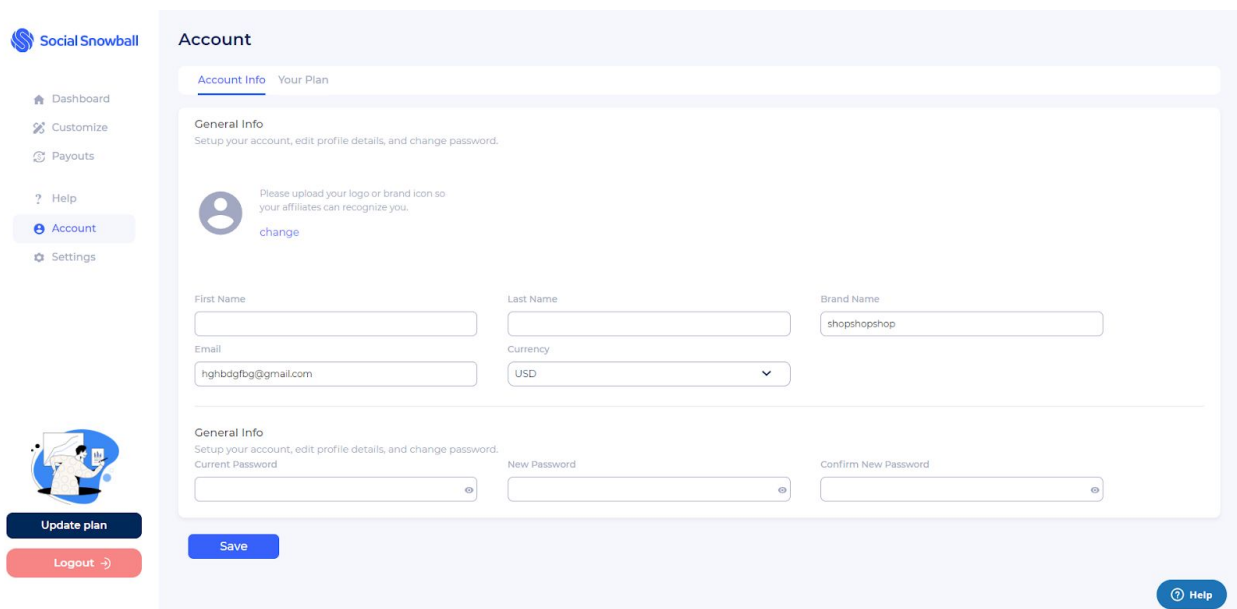 Social Snowball
Dashboard
Customize
Payouts
Help
Account
Settings
Update plan
Logout
Account
Account Info Your Plan
General Info
Setup your account, edit profile details, and change password.
Please upload your logo or brand icon so
your affiliates can recognize you.
change
First Name Last Name Brand Name
shopshopshop
Email Currency
hghbdgfbg@gmail.com USD
General Info
Setup your account, edit profile details, and change password.
Current Password New Password Confirm New Password
Save
Help